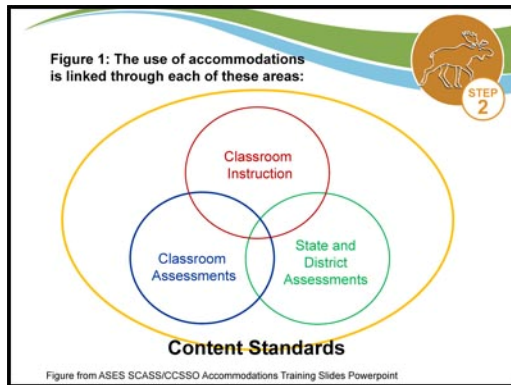 Figure 1: The use of accommodations
is linked through each of these areas:
STEP
2
Classroom
Instruction
Classroom
Assessments
State and
District
Assessments
Content Standards
Figure from ASES SCASS/CCSSO Accommodations Training Slides Powerpoint